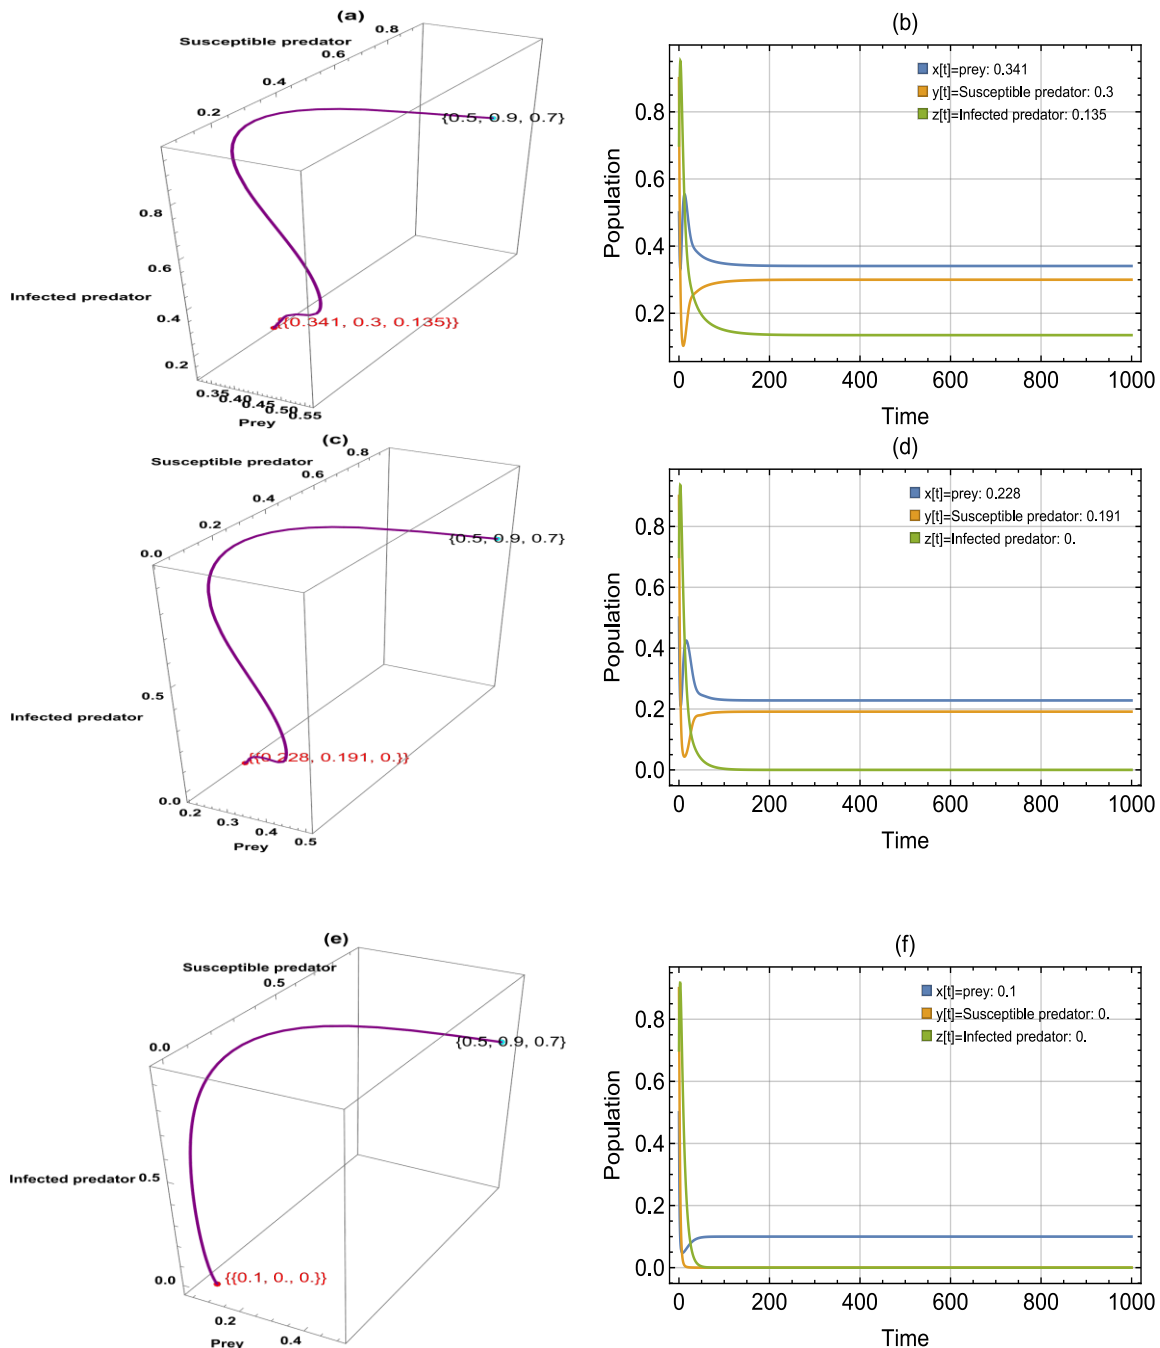 (a)
Susceptible predator
0.2
0.4
0.6
0.8
{0.5, 0.9, 0.7}
0.8
0.6
Infected predator
0.4
0.2
{{0.341, 0.3, 0.135}}
0.35
0.40
0.45
0.50
0.55
Prey
(b)
x[t]=prey: 0.341
y[t]=Susceptible predator: 0.3
z[t]=Infected predator: 0.135
Population
0.8
0.6
0.4
0.2
0 200 400 600 800 1000
Time
(c)
Susceptible predator
0.0
0.2
0.4
0.6
0.8
{0.5, 0.9, 0.7}
0.5
Infected predator
0.0
{{0.228, 0.191, 0.}}
0.2
0.3
0.4
0.5
Prey
(d)
x[t]=prey: 0.228
y[t]=Susceptible predator: 0.191
z[t]=Infected predator: 0.
Population
0.8
0.6
0.4
0.2
0.0
0 200 400 600 800 1000
Time
(e)
Susceptible predator
0.0
0.5
{0.5, 0.9, 0.7}
Infected predator
0.5
0.0
{{0.1, 0., 0.}}
0.2
0.4
Prey
(f)
x[t]=prey: 0.1
y[t]=Susceptible predator: 0.
z[t]=Infected predator: 0.
Population
0.8
0.6
0.4
0.2
0.0
0 200 400 600 800 1000
Time